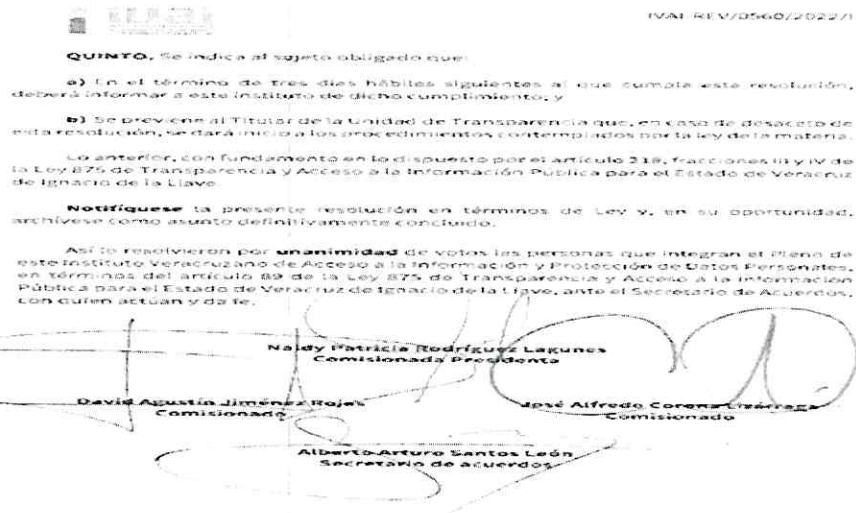 IVAI-REV/0560/2022/I
QUINTO. Se indica al sujeto obligado que:
a) En el término de tres días hábiles siguientes al que cumpla esta resolución,
deberá informar a este instituto de dicho cumplimiento; y
b) Se previene al Titular de la Unidad de Transparencia que, en caso de desacato de
esta resolución, se dará inicio a los procedimientos contemplados por la ley de la materia.
Lo anterior, con fundamento en lo dispuesto por el artículo 218, fracciones III y IV de
la Ley 875 de Transparencia y Acceso a la Información Pública para el Estado de Veracruz
de Ignacio de la Llave.
Notifíquese la presente resolución en términos de Ley y, en su oportunidad,
archívese como asunto definitivamente concluido.
Así lo resolvieron por unanimidad de votos las personas que integran el Pleno de
este Instituto Veracruzano de Acceso a la Información y Protección de Datos Personales,
en términos del artículo 89 de la Ley 875 de Transparencia y Acceso a la Información
Pública para el Estado de Veracruz de Ignacio de la Llave, ante el Secretario de Acuerdos,
con quien actúan y da fe.
Naldy Patricia Rodríguez Lagunes
Comisionada Presidenta
David Agustín Jiménez Rojas
Comisionado
José Alfredo Corona Lizárraga
Comisionado
Alberto Arturo Santos León
Secretario de acuerdos